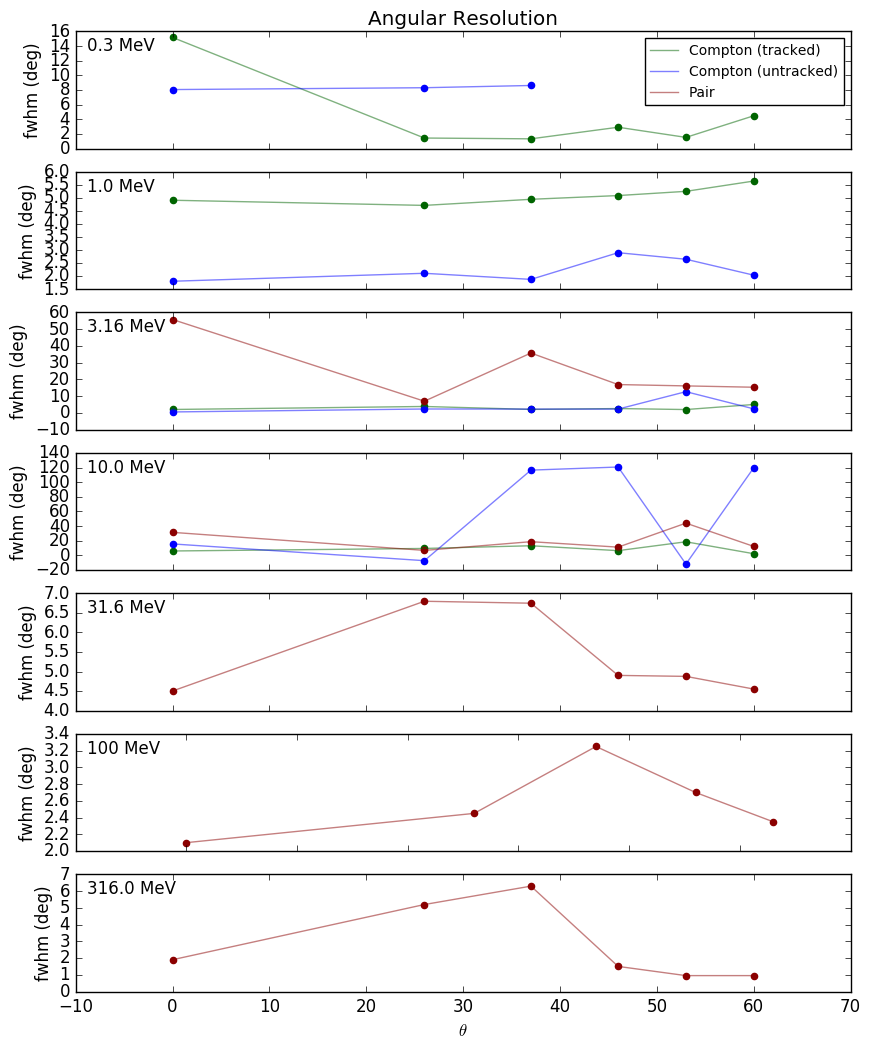 Angular Resolution
fwhm (deg)
16
14
12
10
8
6
4
2
0
0.3 MeV
Compton (tracked)
Compton (untracked)
Pair
fwhm (deg)
6.0
5.5
5.0
4.5
4.0
3.5
3.0
2.5
2.0
1.5
1.0 MeV
fwhm (deg)
60
50
40
30
20
10
0
−10
3.16 MeV
fwhm (deg)
140
120
100
80
60
40
20
0
−20
10.0 MeV
fwhm (deg)
7.0
6.5
6.0
5.5
5.0
4.5
4.0
31.6 MeV
fwhm (deg)
3.4
3.2
3.0
2.8
2.6
2.4
2.2
2.0
100 MeV
fwhm (deg)
7
6
5
4
3
2
1
0
316.0 MeV
−10 0 10 20 30 40 50 60 70
θ